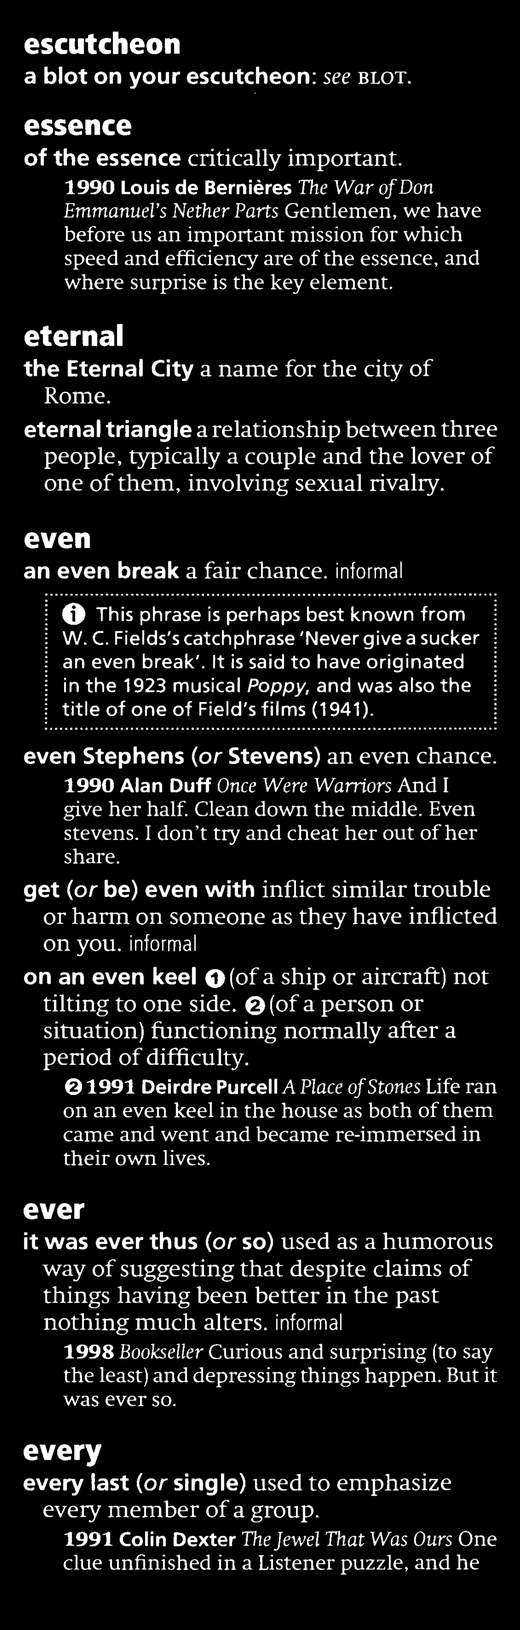 escutcheon
a blot on your escutcheon: see BLOT.
essence
of the essence critically important.
1990 Louis de Bernières The War of Don
Emmanuel's Nether Parts Gentlemen, we have
before us an important mission for which
speed and efficiency are of the essence, and
where surprise is the key element.
eternal
the Eternal City a name for the city of
Rome.
eternal triangle a relationship between three
people, typically a couple and the lover of
one of them, involving sexual rivalry.
even
an even break a fair chance. informal
i This phrase is perhaps best known from
W. C. Fields's catchphrase 'Never give a sucker
an even break'. It is said to have originated
in the 1923 musical Poppy, and was also the
title of one of Field's films (1941).
even Stephens (or Stevens) an even chance.
1990 Alan Duff Once Were Warriors And I
give her half. Clean down the middle. Even
stevens. I don't try and cheat her out of her
share.
get (or be) even with inflict similar trouble
or harm on someone as they have inflicted
on you. informal
on an even keel ❶ (of a ship or aircraft) not
tilting to one side. ❷ (of a person or
situation) functioning normally after a
period of difficulty.
❷ 1991 Deirdre Purcell A Place of Stones Life ran
on an even keel in the house as both of them
came and went and became re-immersed in
their own lives.
ever
it was ever thus (or so) used as a humorous
way of suggesting that despite claims of
things having been better in the past
nothing much alters. informal
1998 Bookseller Curious and surprising (to say
the least) and depressing things happen. But it
was ever so.
every
every last (or single) used to emphasize
every member of a group.
1991 Colin Dexter The Jewel That Was Ours One
clue unfinished in a Listener puzzle, and he